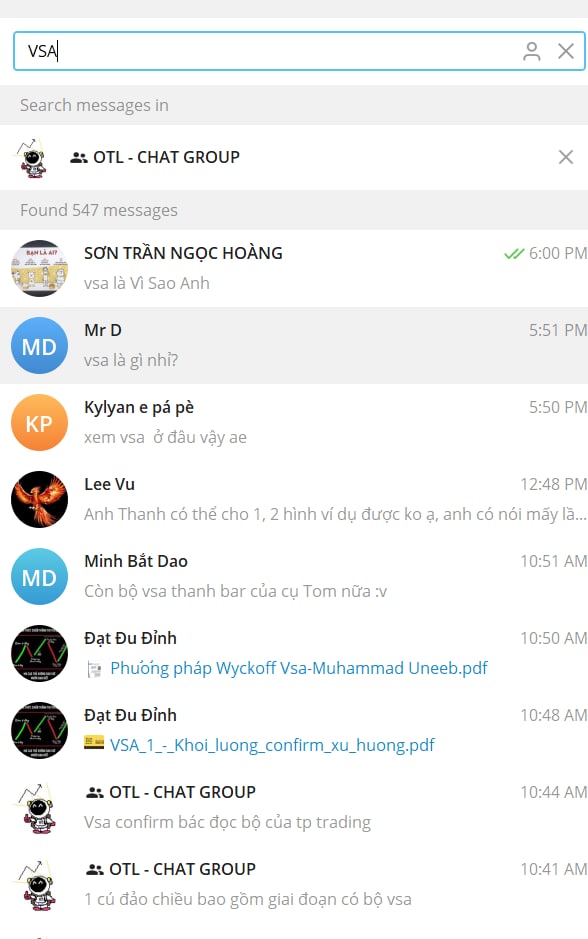 VSA
Search messages in
OTL - CHAT GROUP
Found 547 messages
SƠN TRẦN NGỌC HOÀNG 6:00 PM
vsa là Vì Sao Anh
MD Mr D 5:51 PM
vsa là gì nhỉ?
KP Kylyan e pá pè 5:50 PM
xem vsa ở đâu vậy ae
Lee Vu 12:48 PM
Anh Thanh có thể cho 1, 2 hình ví dụ được ko ạ, anh có nói mấy lầ...
MD Minh Bắt Dao 10:51 AM
Còn bộ vsa thanh bar của cụ Tom nữa :v
Đạt Đu Đỉnh 10:50 AM
Phương pháp Wyckoff Vsa-Muhammad Uneeb.pdf
Đạt Đu Đỉnh 10:48 AM
VSA_1_-_Khoi_luong_confirm_xu_huong.pdf
OTL - CHAT GROUP 10:44 AM
Vsa confirm bác đọc bộ của tp trading
OTL - CHAT GROUP 10:41 AM
1 cú đảo chiều bao gồm giai đoạn có bộ vsa